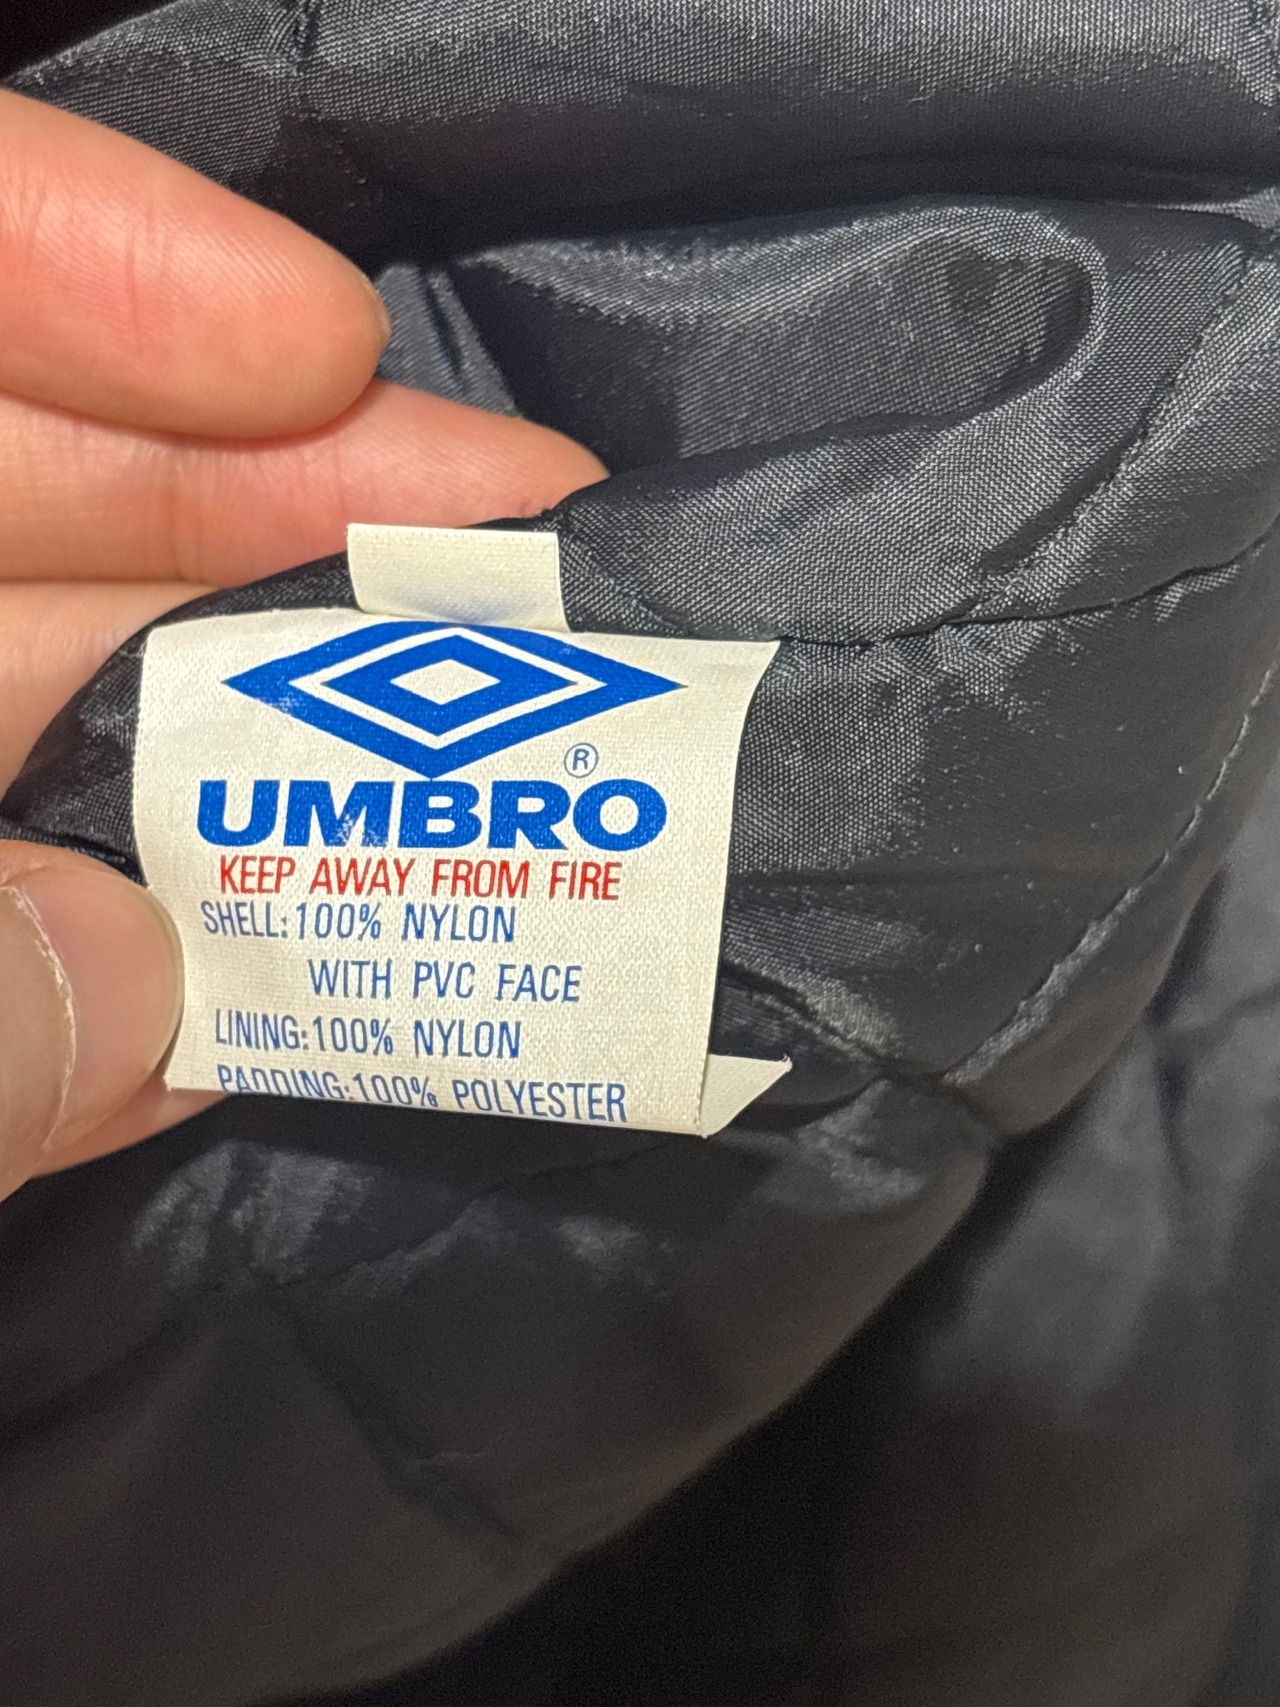 ®
UMBRO
KEEP AWAY FROM FIRE
SHELL:100% NYLON
WITH PVC FACE
LINING:100% NYLON
PADDING:100% POLYESTER